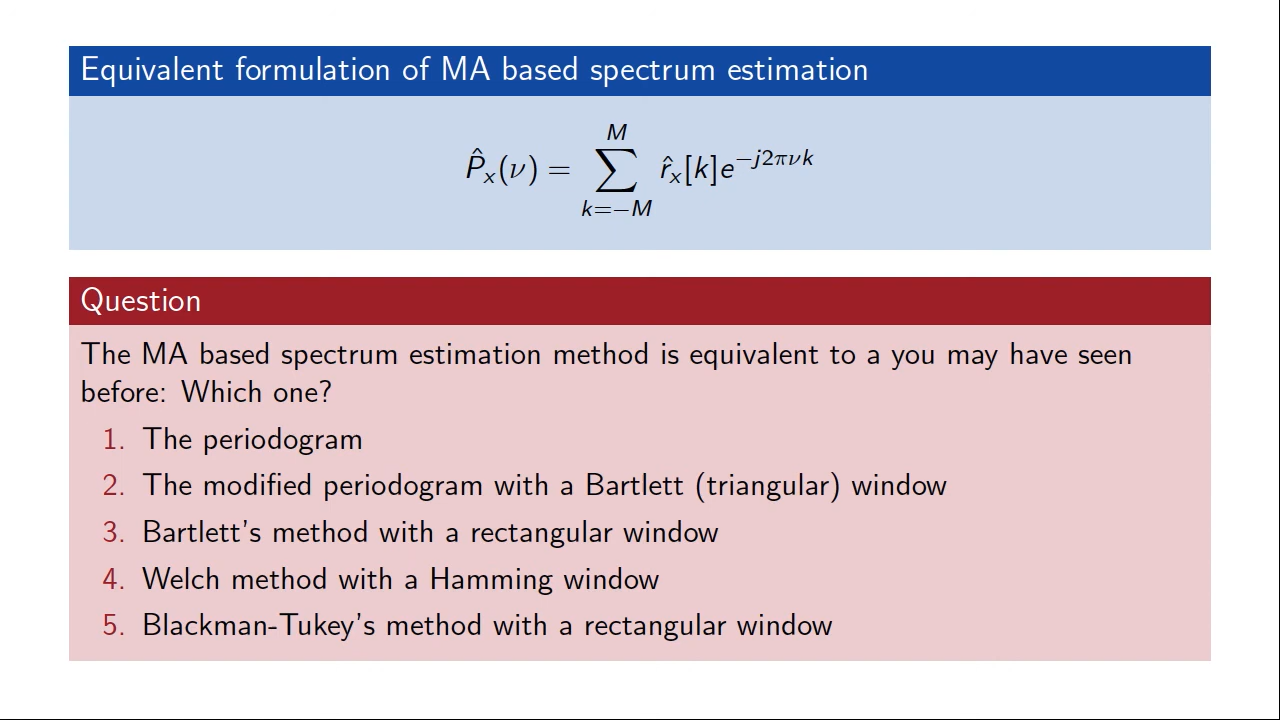 Equivalent formulation of MA based spectrum estimation
P̂ₓ(ν) = ∑_{k=−M}^{M} r̂ₓ[k]e^{−j2πνk}
Question
The MA based spectrum estimation method is equivalent to a you may have seen
before: Which one?
1. The periodogram
2. The modified periodogram with a Bartlett (triangular) window
3. Bartlett's method with a rectangular window
4. Welch method with a Hamming window
5. Blackman-Tukey's method with a rectangular window